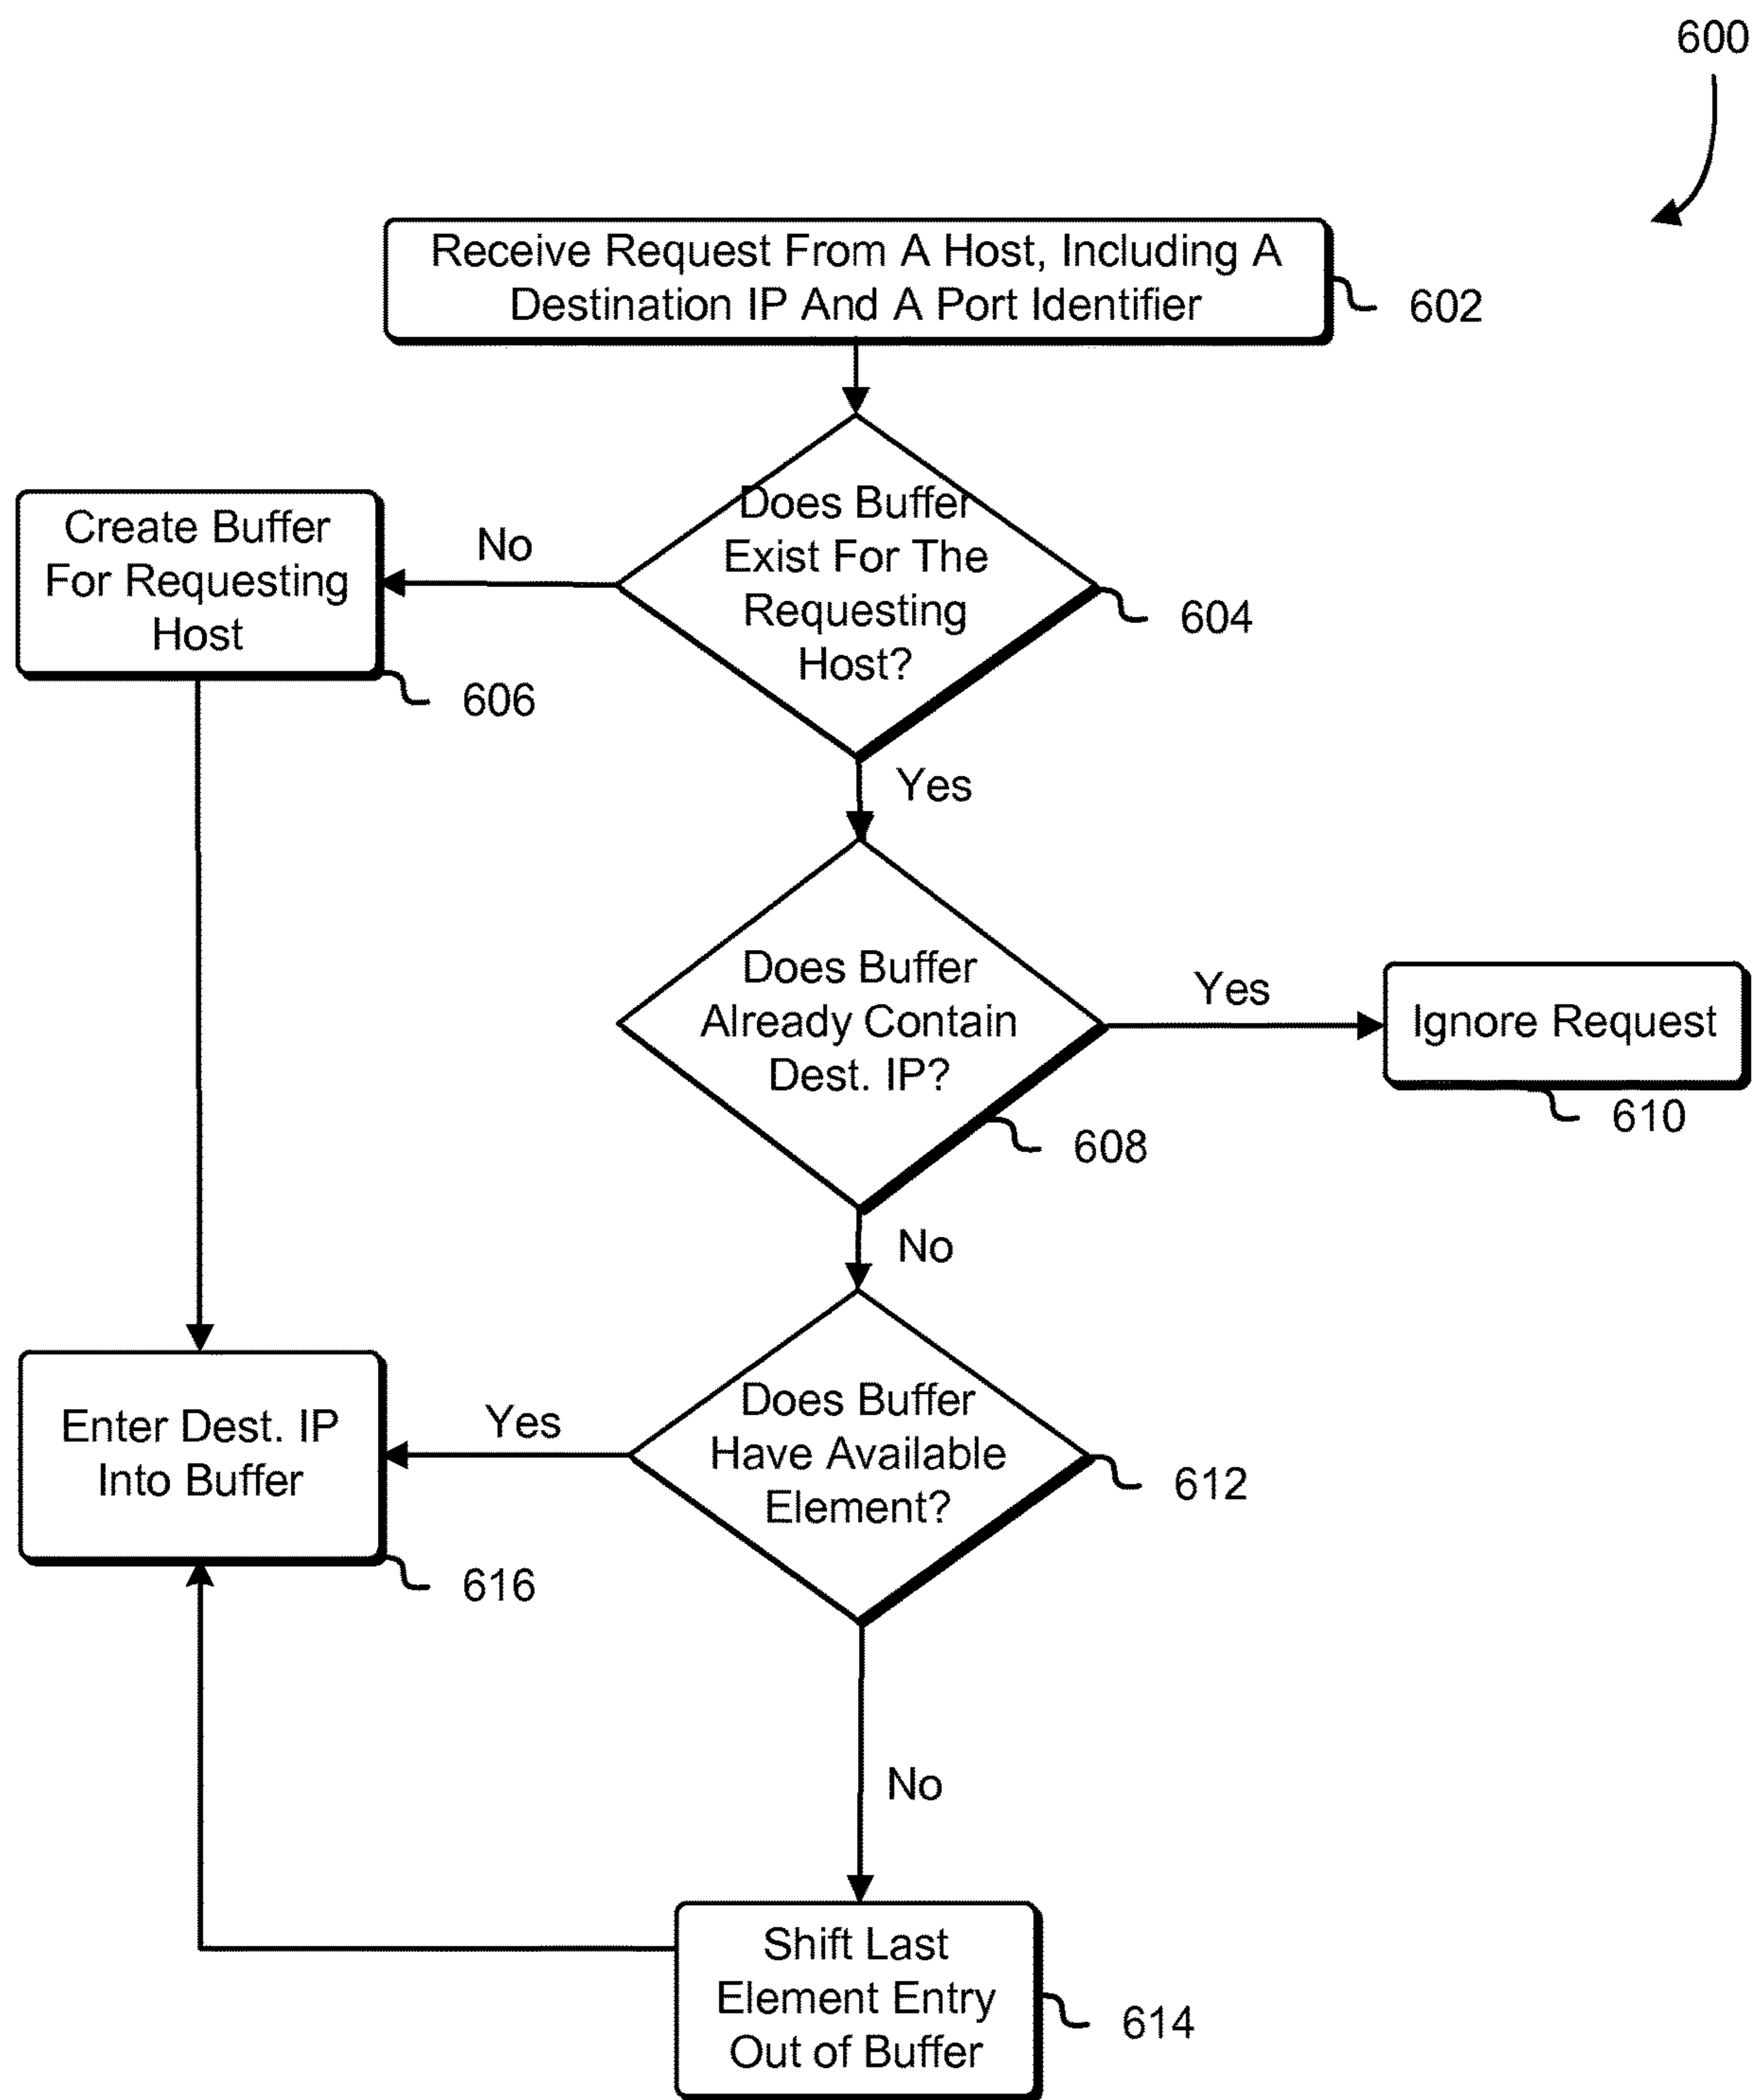 600
Receive Request From A Host, Including A
Destination IP And A Port Identifier
602
Does Buffer
Exist For The
Requesting
Host?
604
No
Create Buffer
For Requesting
Host
606
Yes
Does Buffer
Already Contain
Dest. IP?
608
Yes
Ignore Request
610
No
Does Buffer
Have Available
Element?
612
Yes
Enter Dest. IP
Into Buffer
616
No
Shift Last
Element Entry
Out of Buffer
614